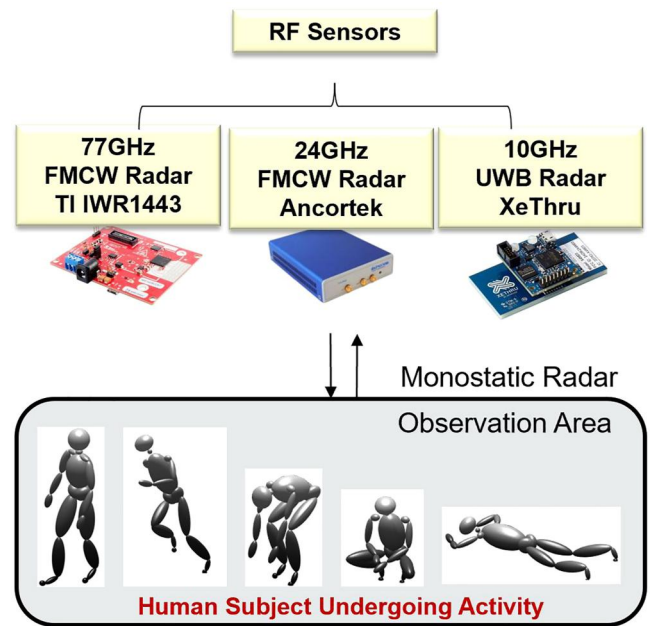 RF Sensors
77GHz
FMCW Radar
TI IWR1443
24GHz
FMCW Radar
Ancortek
10GHz
UWB Radar
XeThru
XETHRU
Monostatic Radar
Observation Area
Human Subject Undergoing Activity